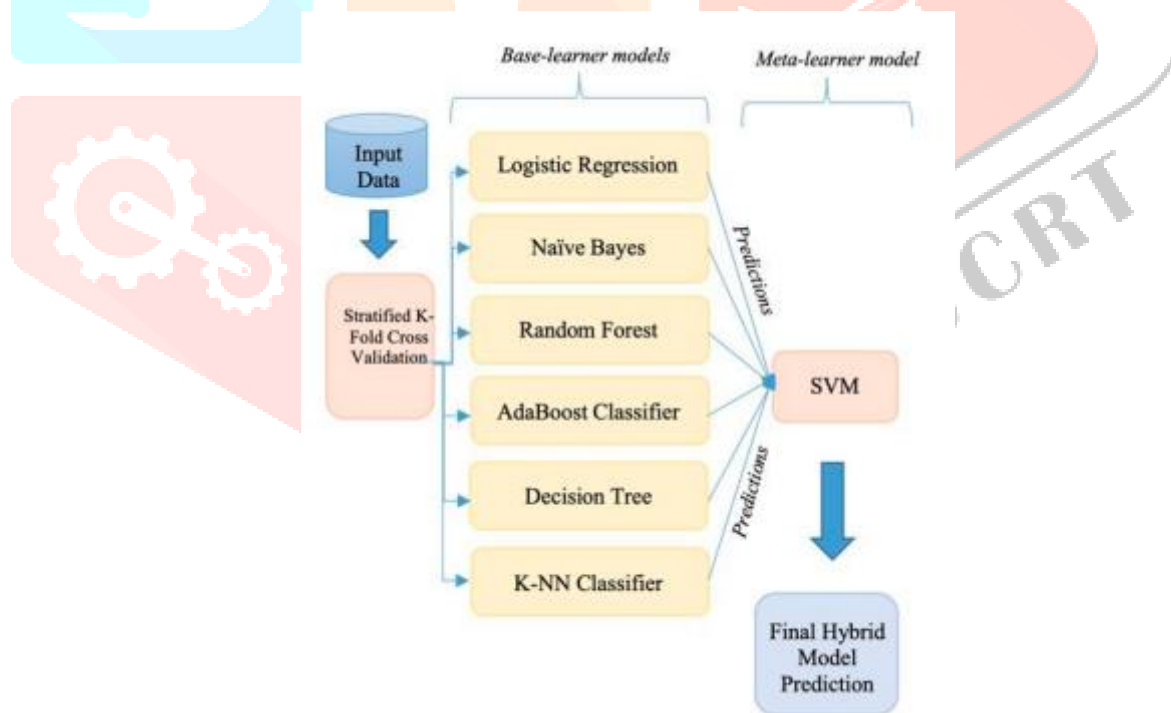 Base-learner models
Meta-learner model
Input
Data
Stratified K-
Fold Cross
Validation
Logistic Regression
Naïve Bayes
Random Forest
AdaBoost Classifier
Decision Tree
K-NN Classifier
Predictions
Predictions
SVM
Final Hybrid
Model
Prediction
CRT